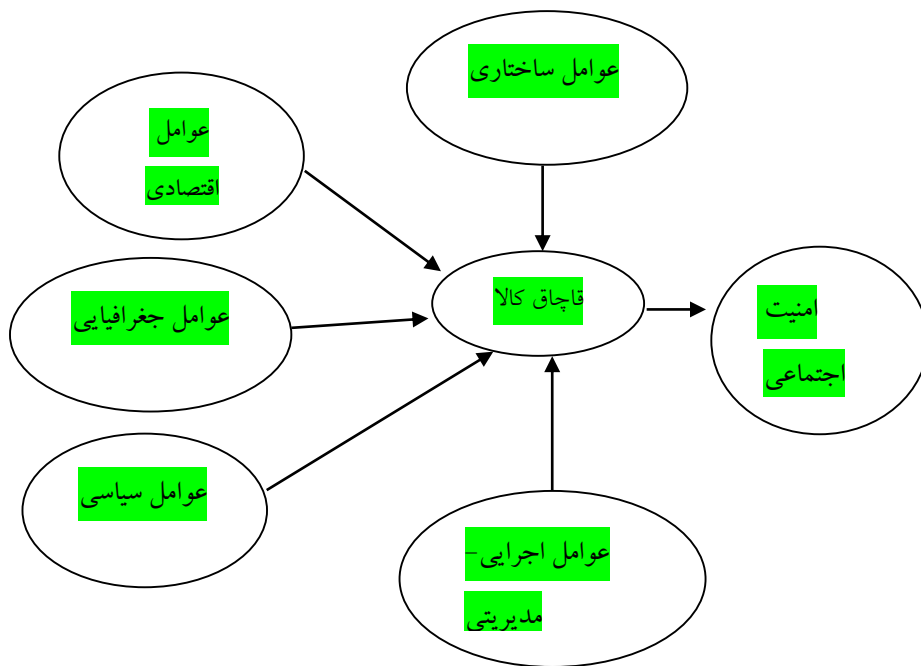 عوامل ساختاری
عوامل
اقتصادی
قاچاق کالا
امنیت
اجتماعی
عوامل جغرافیایی
عوامل سیاسی
عوامل اجرایی–
مدیریتی